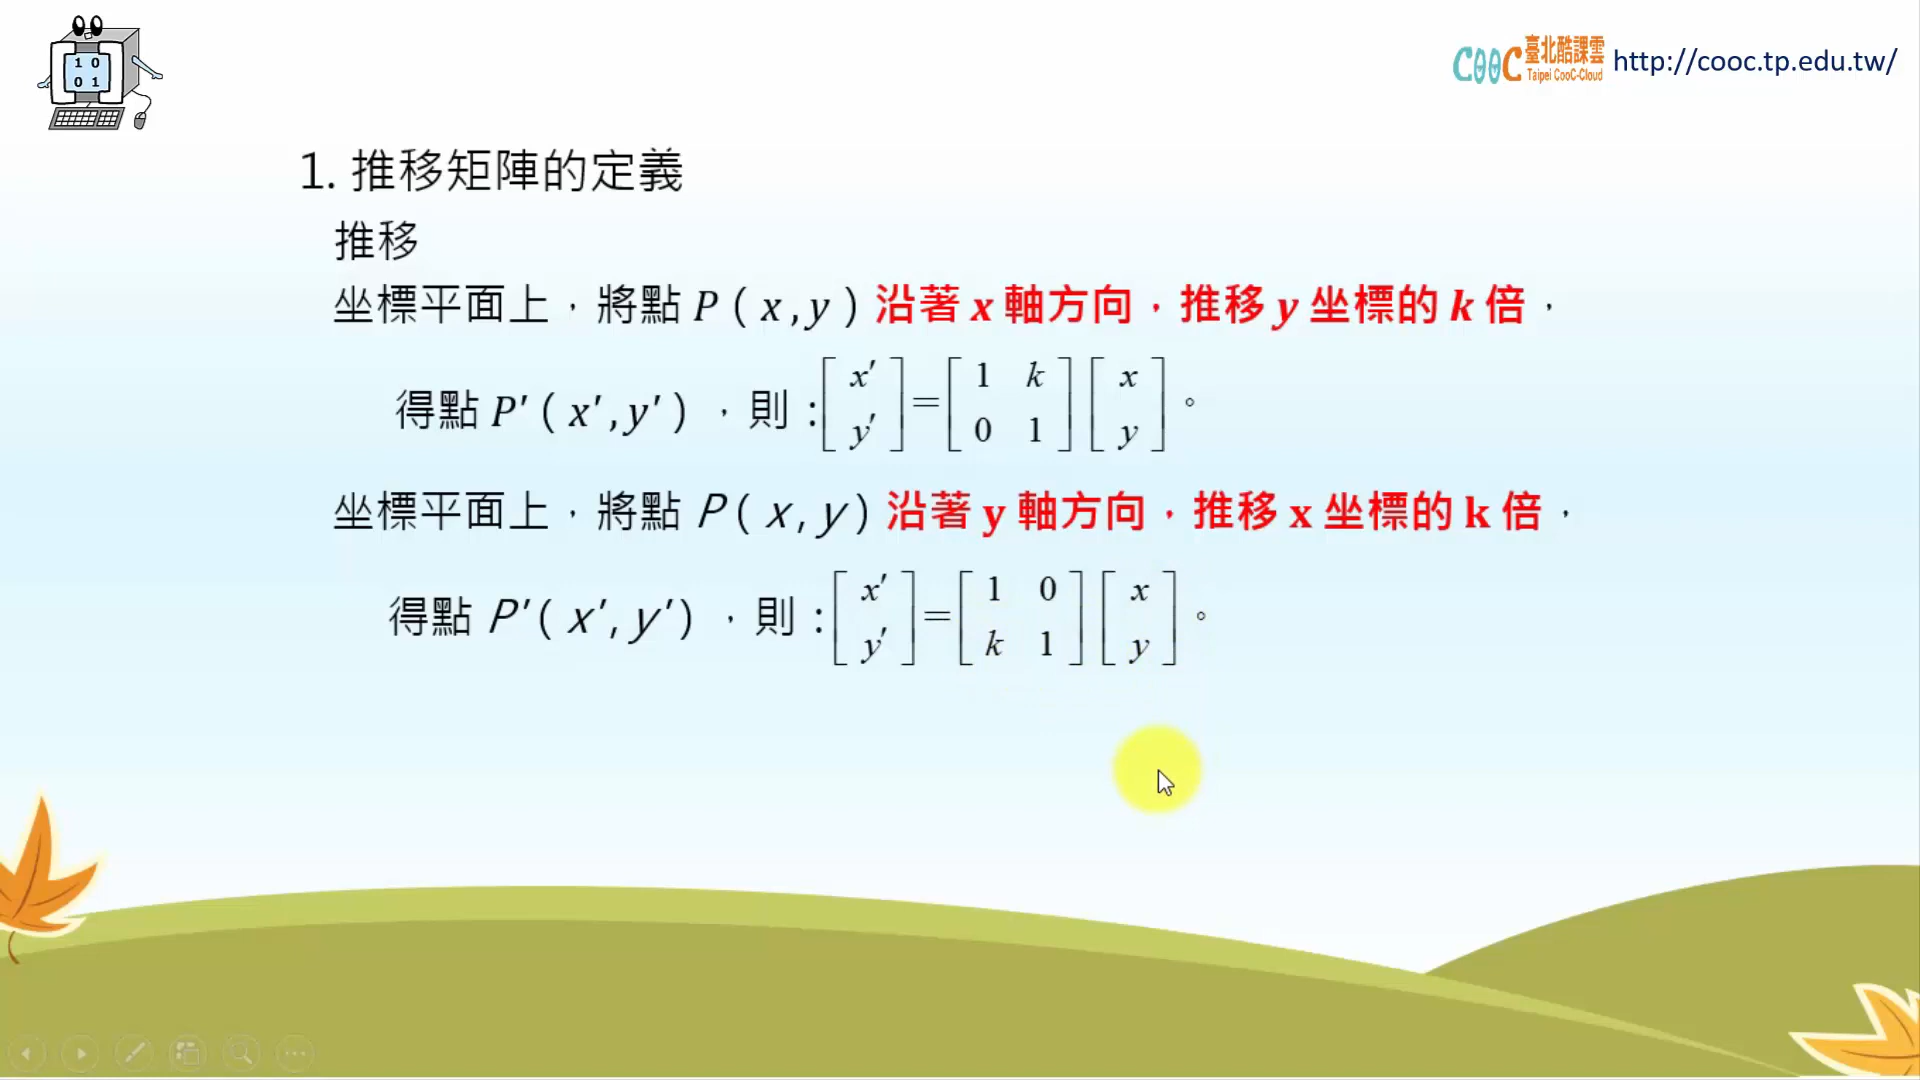 1 0
0 1
COOC 臺北酷課雲 http://cooc.tp.edu.tw/
Taipei CooC-Cloud
1. 推移矩陣的定義
推移
坐標平面上，將點 P ( x , y ) 沿著 x 軸方向，推移 y 坐標的 k 倍，
得點 P′ ( x′ , y′ ) ，則 : [ x′ y′ ] = [ 1 k 0 1 ] [ x y ] 。
坐標平面上，將點 P ( x , y ) 沿著 y 軸方向，推移 x 坐標的 k 倍，
得點 P′ ( x′ , y′ ) ，則 : [ x′ y′ ] = [ 1 0 k 1 ] [ x y ] 。